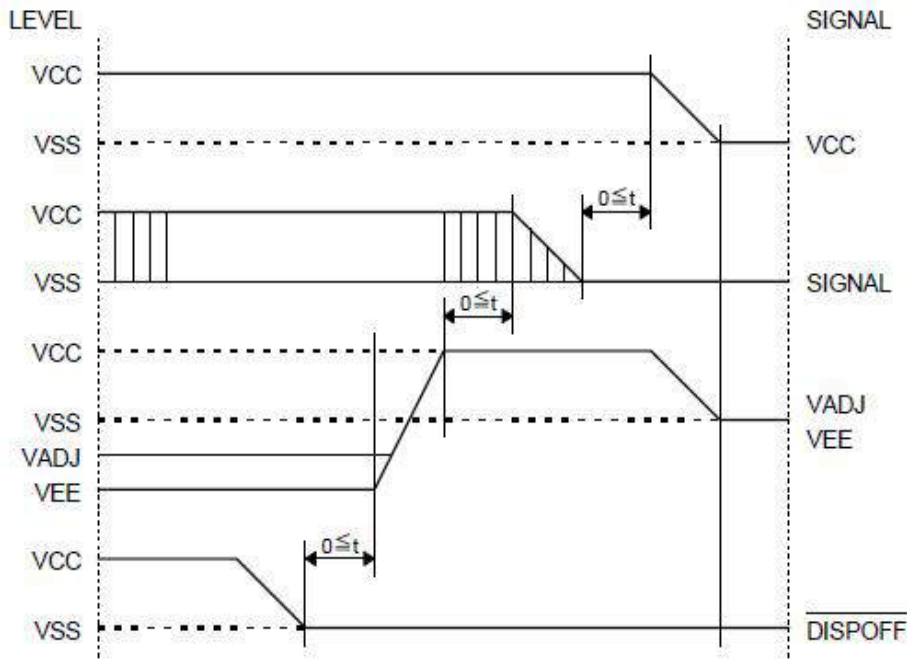 LEVEL
SIGNAL
VCC
VSS
VCC
0≦t
VCC
VSS
SIGNAL
0≦t
VCC
VSS
VADJ
VADJ
VEE
VEE
0≦t
VCC
VSS
DISPOFF